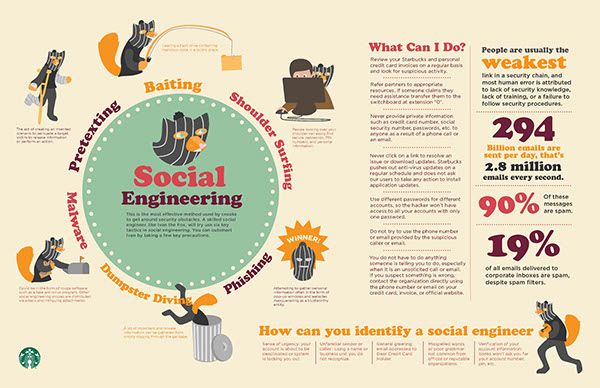 Leaving a flash drive containing
malicious code in a public place.
Baiting
Pretexting
The act of creating an invented
scenario to persuade a target
victim to release information
or perform an action.
Shoulder Surfing
People looking over your
shoulder can easily find
secure passwords, PIN
numbers, and personal
information.
Social
Engineering
This is the most effective method used by crooks
to get around security obstacles. A skilled social
engineer, like Ivan the Fox, will try use six key
tactics in social engineering. You can outsmart
Ivan by taking a few key precautions.
Malware
Could be in the form of rouge software
such as a fake anti-virus program. Other
social engineering viruses are distributed
via email and intriguing attachments.
Dumpster Diving
A lot of monetary and private
information can be gathered from
simply digging through the garbage.
Phishing
WINNER!
Attempting to gather personal
information often in the form of
pop-up windows and websites
masquerading as a trustworthy
entity.
What Can I Do?
Review your Starbucks and personal
credit card invoices on a regular basis
and look for suspicious activity.
Refer partners to appropriate
resources. If someone claims they
need assistance transfer them to the
switchboard at extension "0".
Never provide private information
such as credit card number, social
security number, passwords, etc. to
anyone as a result of a phone call or
an email.
Never click on a link to resolve an
issue or download updates. Starbucks
pushes out anti-virus updates on a
regular schedule and does not ask
our users to take any action to install
application updates.
Use different passwords for different
accounts, so the hacker won't have
access to all your accounts with only
one password.
Do not try to use the phone number
or email provided by the suspicious
caller or email.
You do not have to do anything
someone is telling you to do, especially
when it is an unsolicited call or email.
If you suspect something is wrong,
contact the organization directly using
the phone number or email on your
credit card, invoice, or official website.
People are usually the
weakest
link in a security chain, and
most human error is attributed
to lack of security knowledge,
lack of training, or a failure to
follow security procedures.
294
Billion emails are
sent per day, that's
2.8 million
emails every second.
90%
Of these
messages
are spam.
19%
of all emails delivered to
corporate inboxes are spam,
despite spam filters.
How can you identify a social engineer
Sense of urgency: your
account is about to be
deactivated or system
is locking you out.
Unfamiliar sender or
caller: using a name or
business unit you do
not recognize.
General greeting:
email addressed to
Dear Credit Card
Holder.
Misspelled words
or poor grammar
not common from
official or reputable
organizations.
Verification of your
account information:
banks won't ask you for
your account number,
pin, etc.